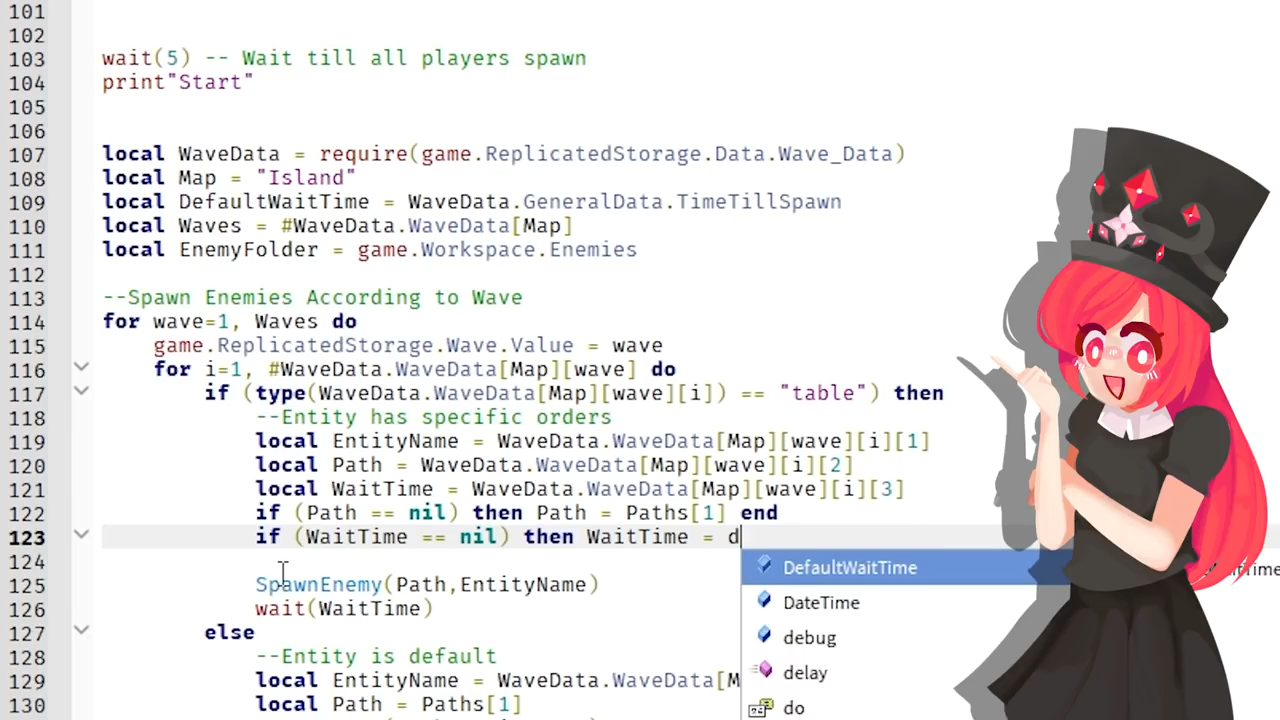 101
102
103 wait(5) -- Wait till all players spawn
104 print"Start"
105
106
107 local WaveData = require(game.ReplicatedStorage.Data.Wave_Data)
108 local Map = "Island"
109 local DefaultWaitTime = WaveData.GeneralData.TimeTillSpawn
110 local Waves = #WaveData.WaveData[Map]
111 local EnemyFolder = game.Workspace.Enemies
112
113 --Spawn Enemies According to Wave
114 for wave=1, Waves do
115 game.ReplicatedStorage.Wave.Value = wave
116 for i=1, #WaveData.WaveData[Map][wave] do
117 if (type(WaveData.WaveData[Map][wave][i]) == "table") then
118 --Entity has specific orders
119 local EntityName = WaveData.WaveData[Map][wave][i][1]
120 local Path = WaveData.WaveData[Map][wave][i][2]
121 local WaitTime = WaveData.WaveData[Map][wave][i][3]
122 if (Path == nil) then Path = Paths[1] end
123 if (WaitTime == nil) then WaitTime = d
DefaultWaitTime
DateTime
debug
delay
do
124
125 SpawnEnemy(Path,EntityName)
126 wait(WaitTime)
127 else
128 --Entity is default
129 local EntityName = WaveData.WaveData[M
130 local Path = Paths[1]